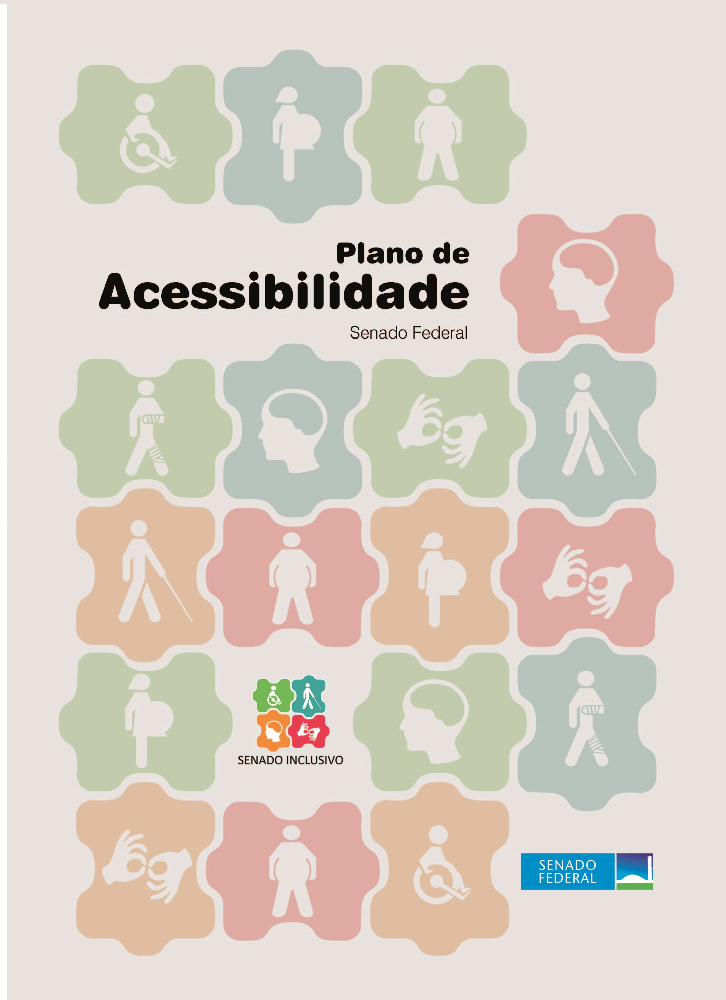 Plano de
Acessibilidade
Senado Federal
SENADO INCLUSIVO
SENADO
FEDERAL